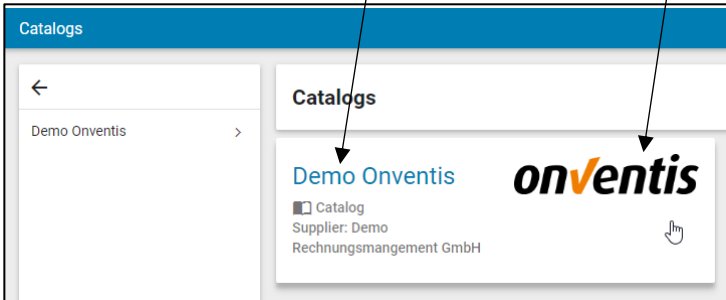 Catalogs
Demo Onventis
Catalogs
Demo Onventis
onventis
Catalog
Supplier: Demo
Rechnungsmangement GmbH